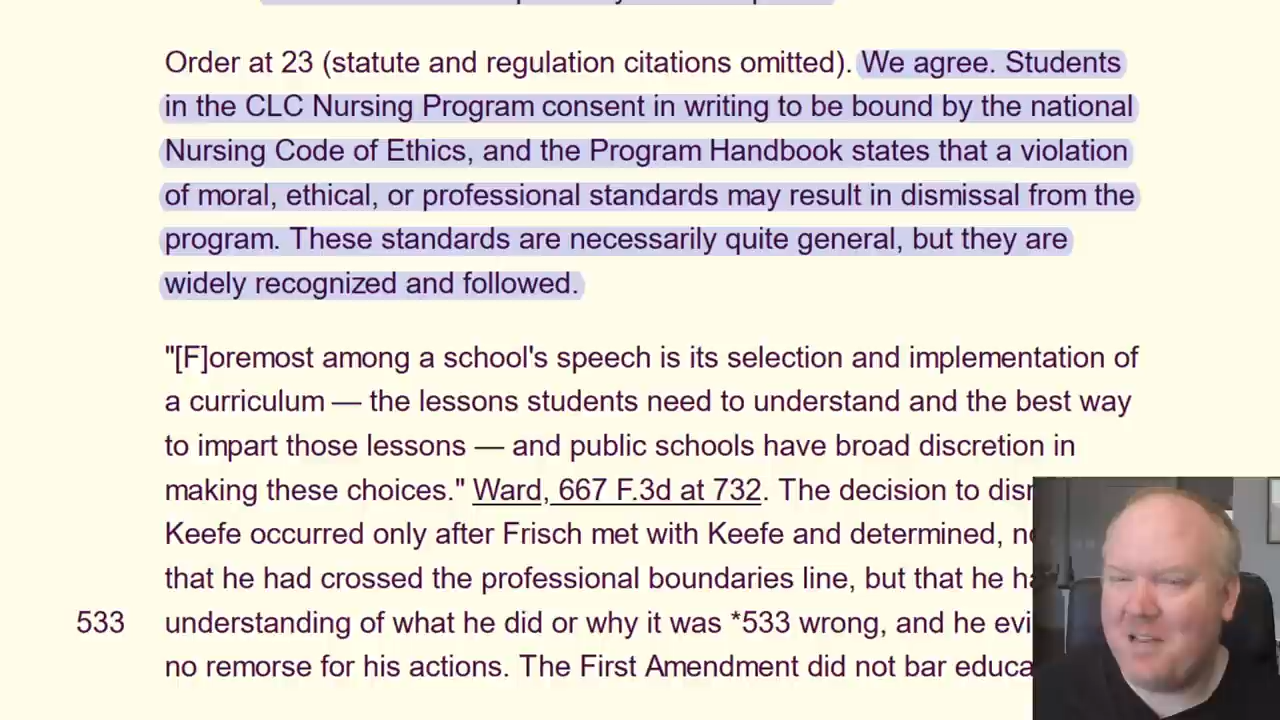 Order at 23 (statute and regulation citations omitted). We agree. Students
in the CLC Nursing Program consent in writing to be bound by the national
Nursing Code of Ethics, and the Program Handbook states that a violation
of moral, ethical, or professional standards may result in dismissal from the
program. These standards are necessarily quite general, but they are
widely recognized and followed.
"[F]oremost among a school's speech is its selection and implementation of
a curriculum — the lessons students need to understand and the best way
to impart those lessons — and public schools have broad discretion in
making these choices." Ward, 667 F.3d at 732. The decision to
Keefe occurred only after Frisch met with Keefe and determined,
that he had crossed the professional boundaries line, but that he
533 understanding of what he did or why it was *533 wrong, and he
no remorse for his actions. The First Amendment did not bar